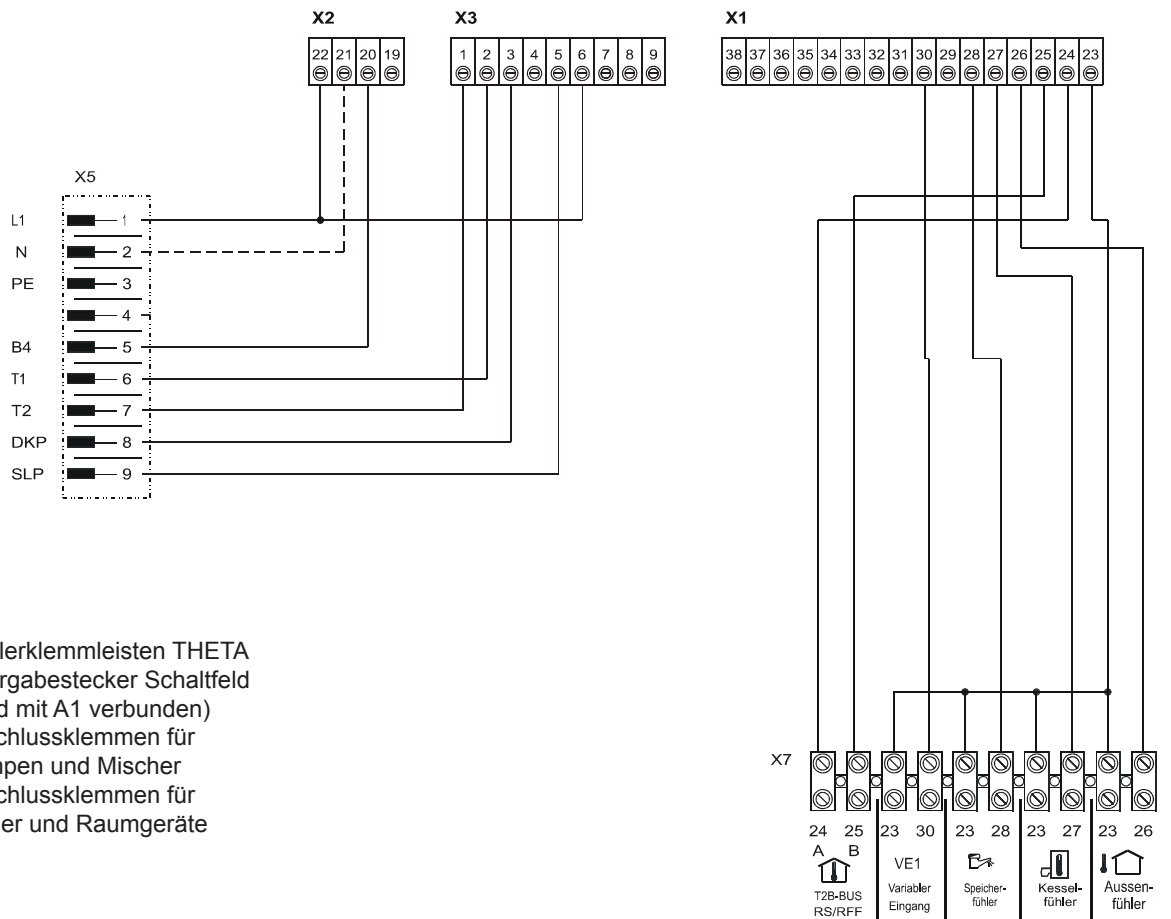 X2 X3 X1
22 21 20 19 1 2 3 4 5 6 7 8 9 38 37 36 35 34 33 32 31 30 29 28 27 26 25 24 23
X5
L1 1
N 2
PE 3
4
B4 5
T1 6
T2 7
DKP 8
SLP 9
lerklemmleisten THETA
rgabestecker Schaltfeld
d mit A1 verbunden)
chlussklemmen für
npen und Mischer
chlussklemmen für
er und Raumgeräte
X7
24 25 23 30 23 28 23 27 23 26
A B
VE1
T2B-BUS
RS/RFF
Variabler
Eingang
Speicher-
fühler
Kessel-
fühler
Aussen-
fühler